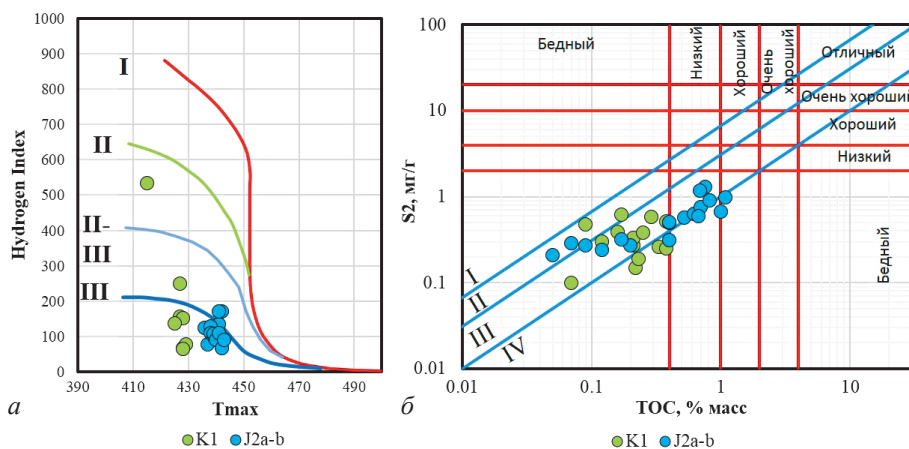 1000
900
800
700
600
500
400
300
200
100
0
Hydrogen Index
I
II
II-
III
III
390 410 430 450 470 490
Tmax
а
K1 J2a-b
100
10
1
0.1
0.01
S2, мг/г
Бедный
Низкий
Хороший
Очень
хороший
Отличный
Очень хороший
Хороший
Низкий
Бедный
I
II
III
IV
0.01 0.1 1 10
TOC, % масс
б
K1 J2a-b